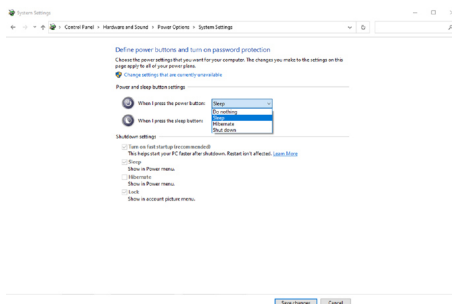 System Settings
Control Panel > Hardware and Sound > Power Options > System Settings
Define power buttons and turn on password protection
Choose the power settings that you want for your computer. The changes you make to the settings on this
page apply to all of your power plans.
Change settings that are currently unavailable
Power and sleep button settings
When I press the power button: Sleep
Do nothing
Sleep
When I press the sleep button:
Hibernate
Shut down
Shutdown settings
Turn on fast startup (recommended)
This helps start your PC faster after shutdown. Restart isn't affected. Learn More
Sleep
Show in Power menu.
Hibernate
Show in Power menu.
Lock
Show in account picture menu.
Save changes Cancel